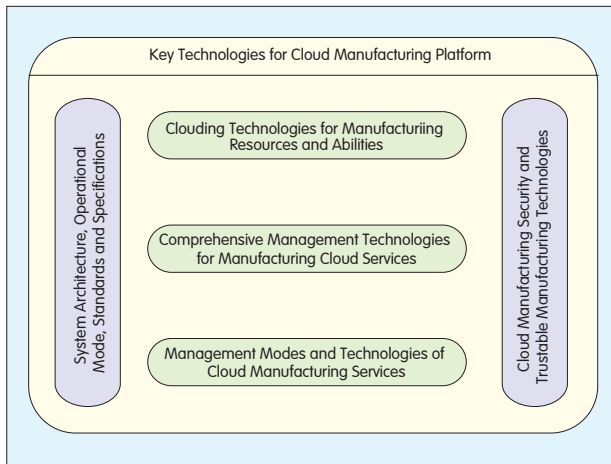 Key Technologies for Cloud Manufacturing Platform
System Architecture, Operational
Mode, Standards and Specifications
Clouding Technologies for Manufacturiing
Resources and Abilities
Comprehensive Management Technologies
for Manufacturing Cloud Services
Management Modes and Technologies of
Cloud Manufacturing Services
Cloud Manufacturing Security and
Trustable Manufacturing Technologies